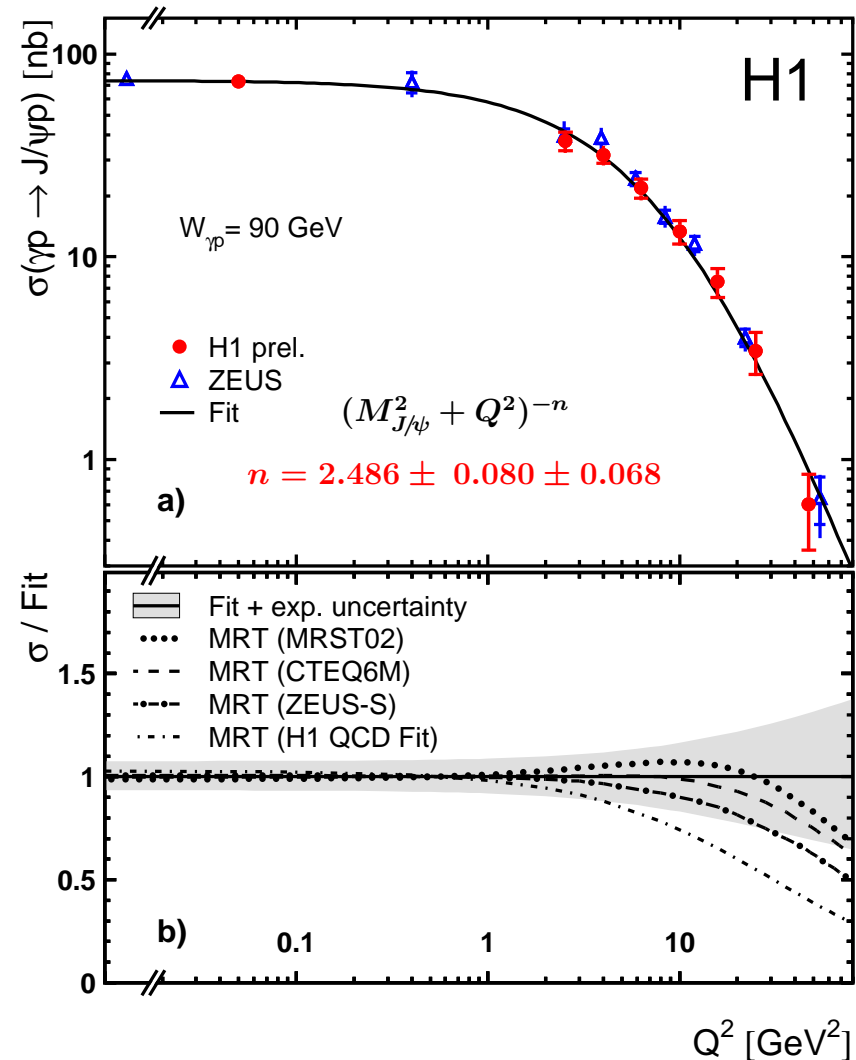 H1
σ(γp → J/ψp) [nb]
100
10
1
W_γp= 90 GeV
H1 prel.
ZEUS
Fit
(M²_J/ψ + Q²)⁻ⁿ
n = 2.486 ± 0.080 ± 0.068
a)
σ / Fit
1.5
1
0.5
0
Fit + exp. uncertainty
MRT (MRST02)
MRT (CTEQ6M)
MRT (ZEUS-S)
MRT (H1 QCD Fit)
b)
0.1 1 10
Q² [GeV²]